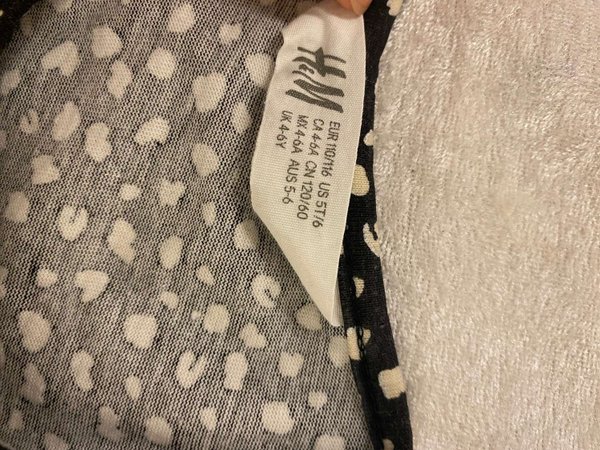 H&M
EUR 110/116 US 5T/6
CA 4-6A
MX 4-6A CN 120/60
UK 4-6Y AUS 5-6